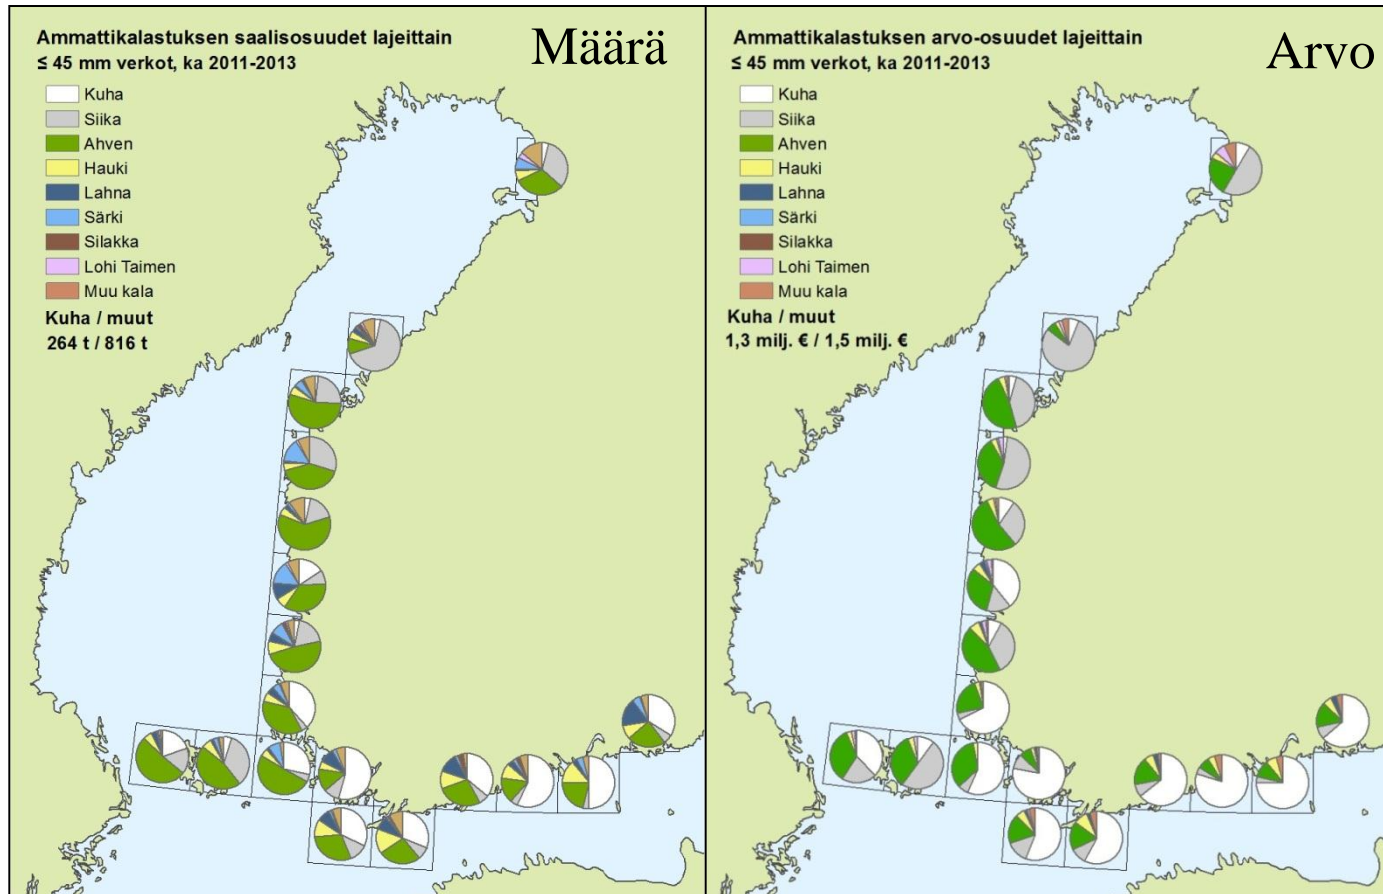 Ammattikalastuksen saalisosuudet lajeittain
≤ 45 mm verkot, ka 2011-2013
Määrä
Kuha
Siika
Ahven
Hauki
Lahna
Särki
Silakka
Lohi Taimen
Muu kala
Kuha / muut
264 t / 816 t
Ammattikalastuksen arvo-osuudet lajeittain
≤ 45 mm verkot, ka 2011-2013
Arvo
Kuha
Siika
Ahven
Hauki
Lahna
Särki
Silakka
Lohi Taimen
Muu kala
Kuha / muut
1,3 milj. € / 1,5 milj. €